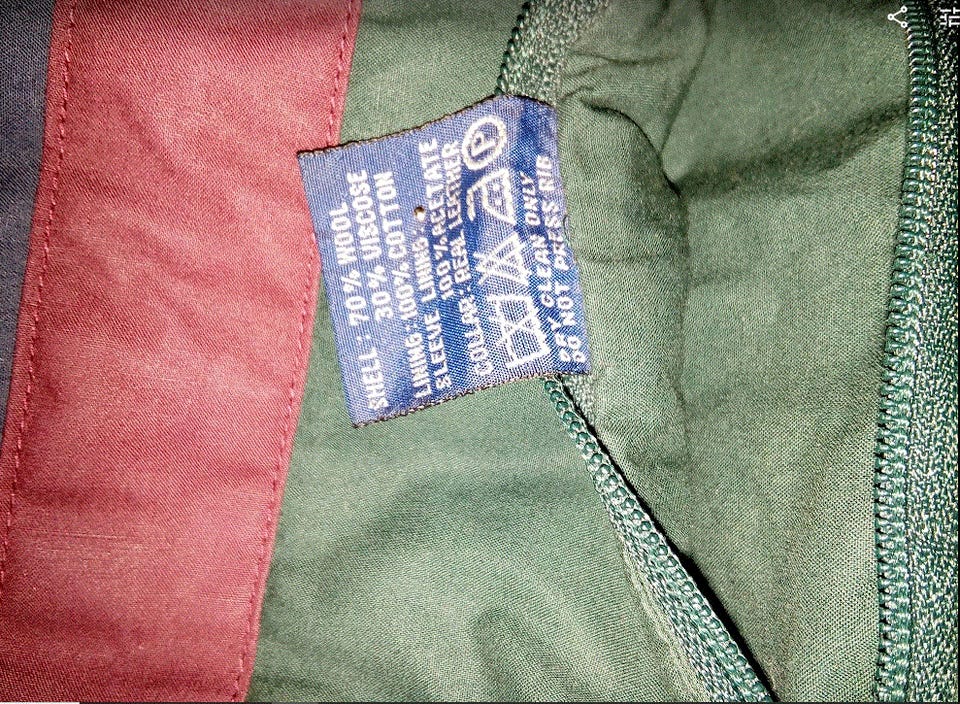 SHELL : 70% WOOL
30% VISCOSE
LINING : 100% COTTON
SLEEVE LINING :
100% ACETATE
COLLAR : REAL LEATHER
P
DRY CLEAN ONLY
DO NOT PRESS RIB